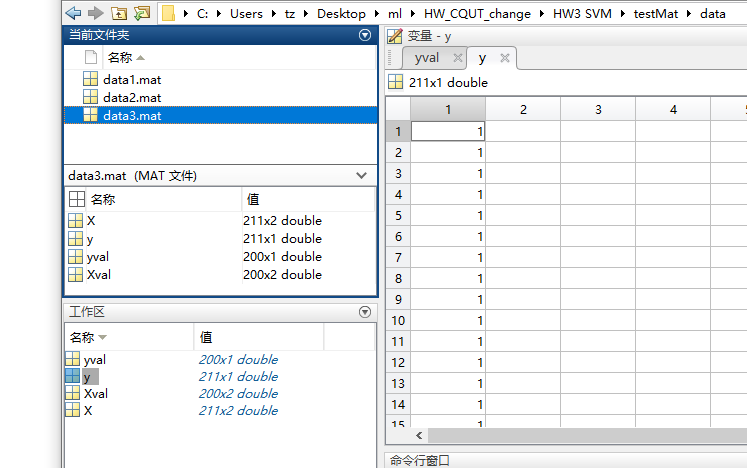 C: ▸ Users ▸ tz ▸ Desktop ▸ ml ▸ HW_CQUT_change ▸ HW3 SVM ▸ testMat ▸ data
当前文件夹
名称
data1.mat
data2.mat
data3.mat
data3.mat (MAT 文件)
名称 值
X 211x2 double
y 211x1 double
yval 200x1 double
Xval 200x2 double
工作区
名称 值
yval 200x1 double
y 211x1 double
Xval 200x2 double
X 211x2 double
变量 - y
yval y
211x1 double
1 2 3 4
1 1
2 1
3 1
4 1
5 1
6 1
7 1
8 1
9 1
10 1
11 1
12 1
13 1
14 1
15 1
命令行窗口